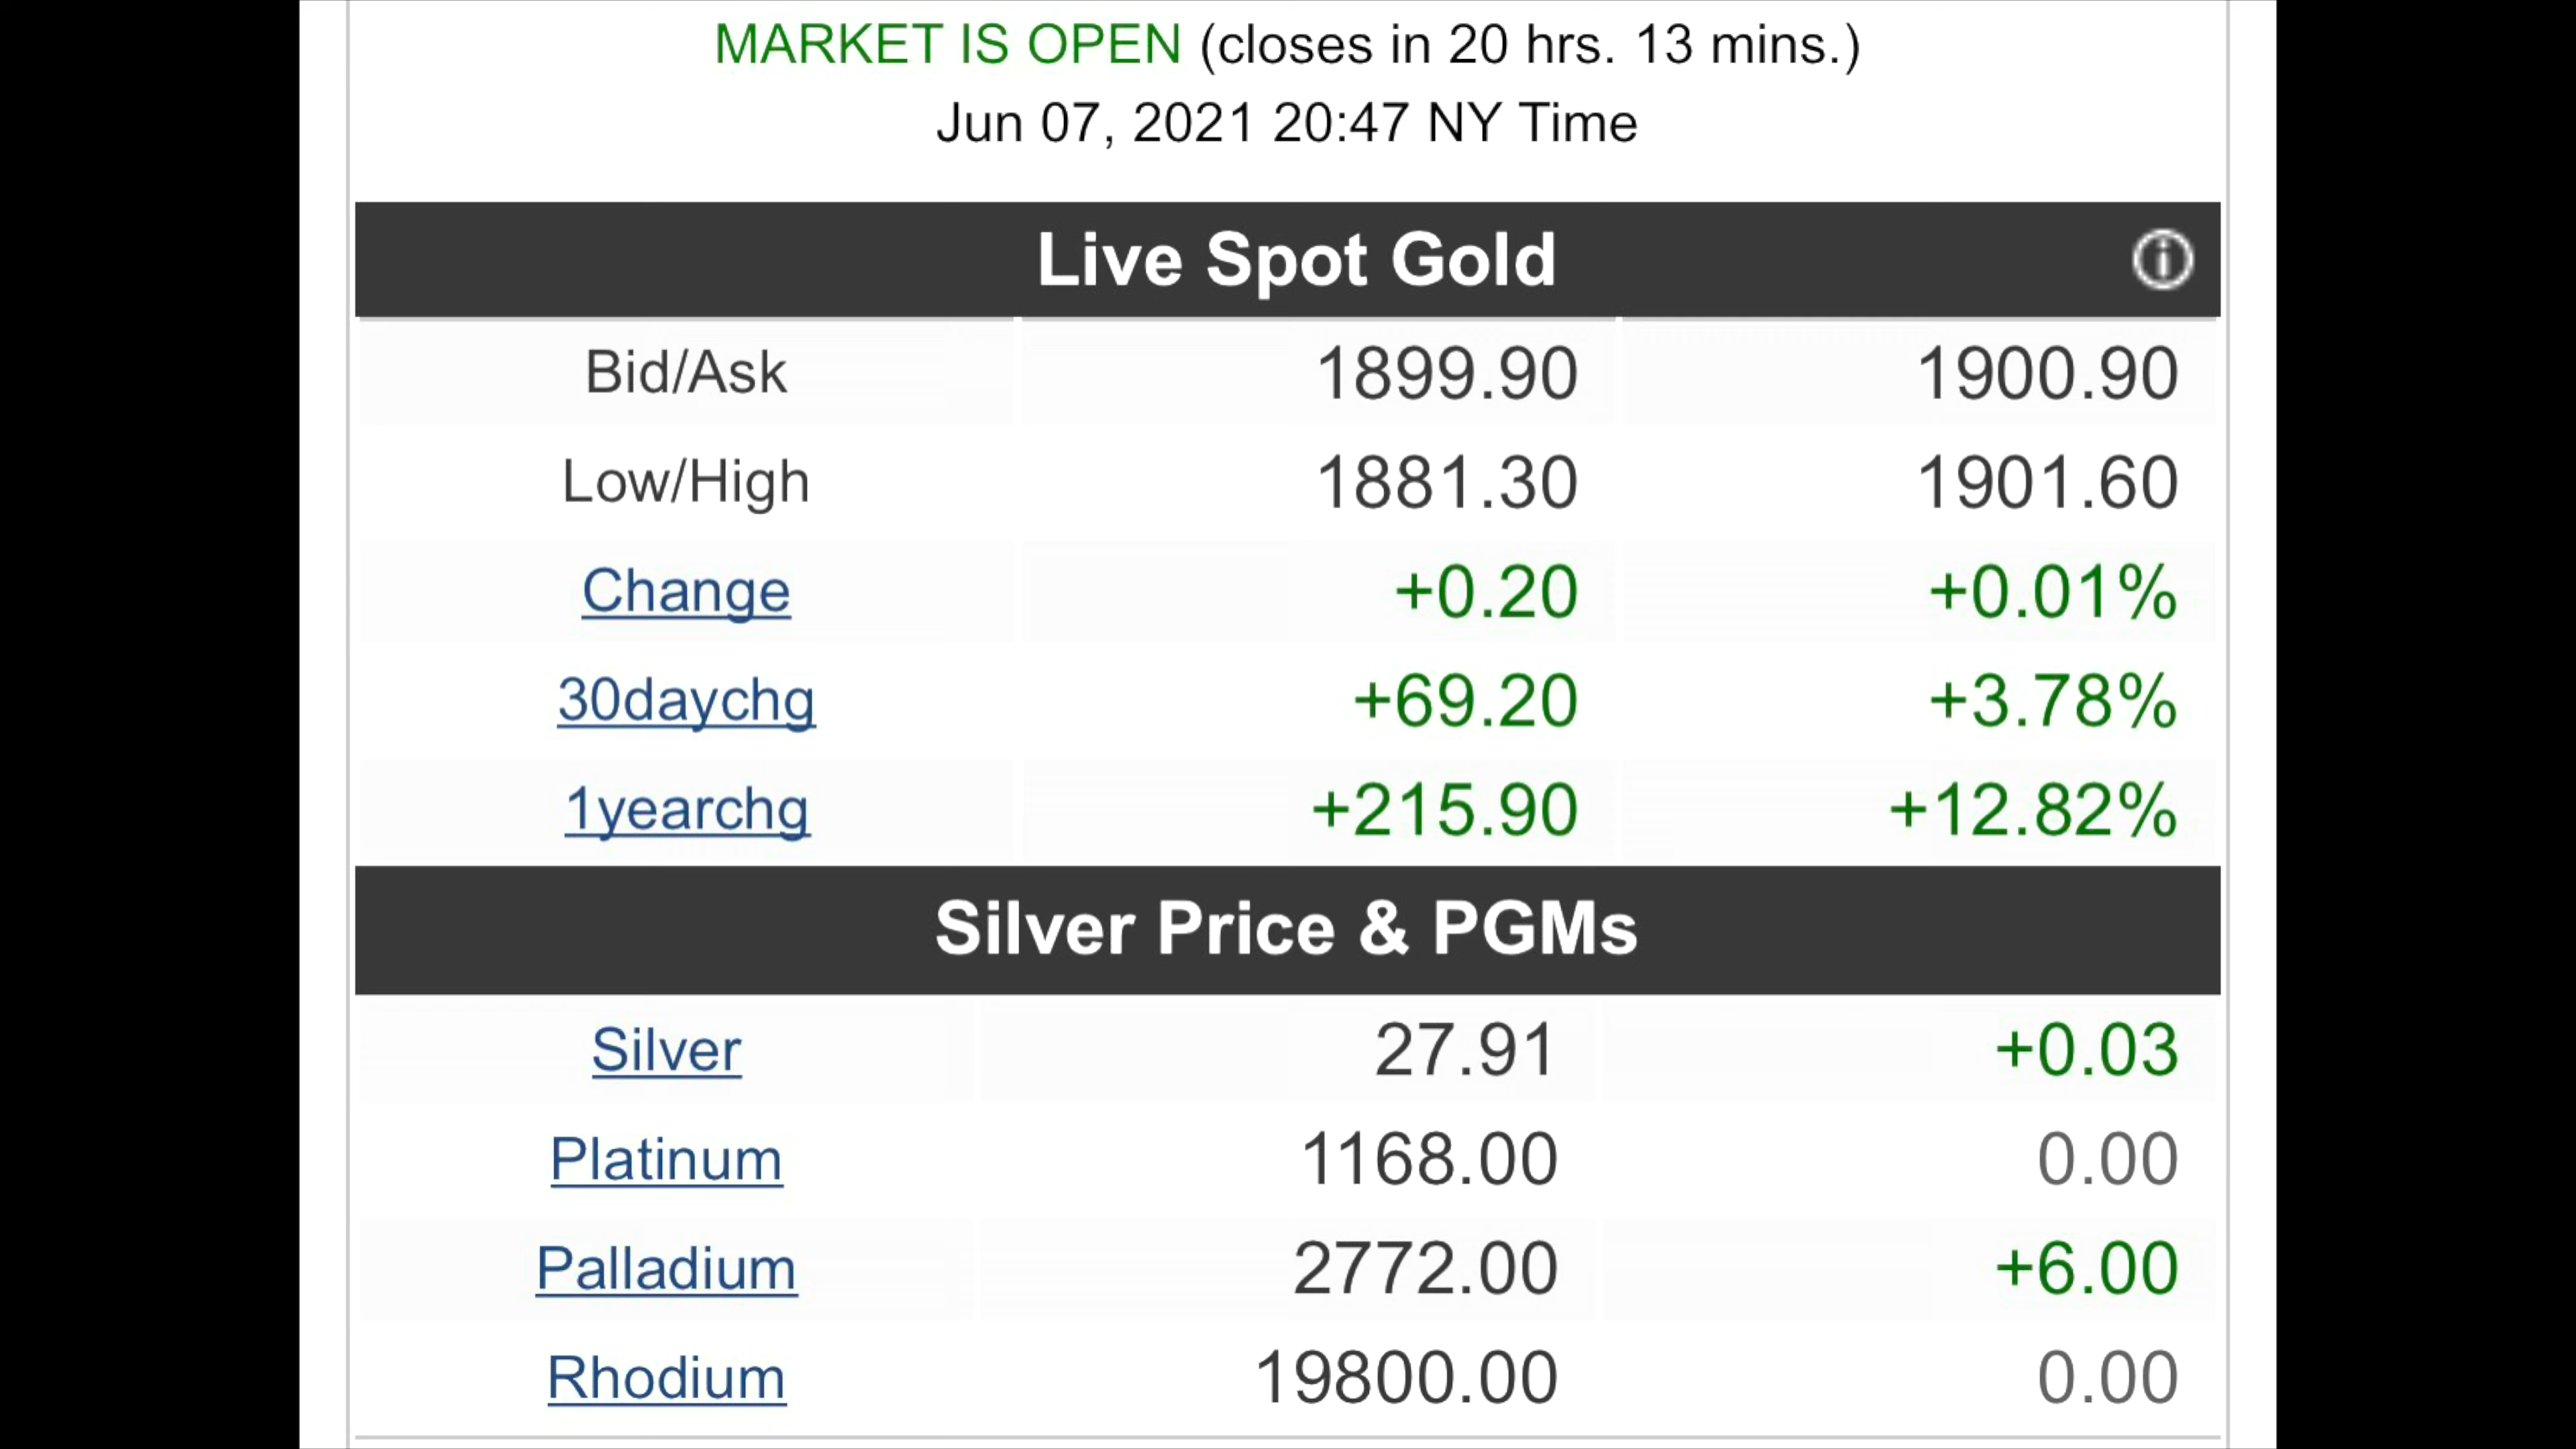 MARKET IS OPEN (closes in 20 hrs. 13 mins.)
Jun 07, 2021 20:47 NY Time
Live Spot Gold
Bid/Ask 1899.90 1900.90
Low/High 1881.30 1901.60
Change +0.20 +0.01%
30daychg +69.20 +3.78%
1yearchg +215.90 +12.82%
Silver Price & PGMs
Silver 27.91 +0.03
Platinum 1168.00 0.00
Palladium 2772.00 +6.00
Rhodium 19800.00 0.00